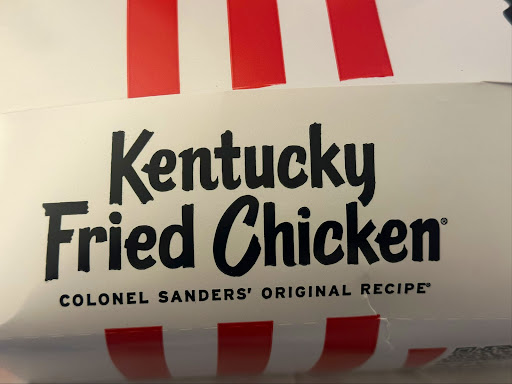 Kentucky
Fried Chicken®
COLONEL SANDERS' ORIGINAL RECIPE®